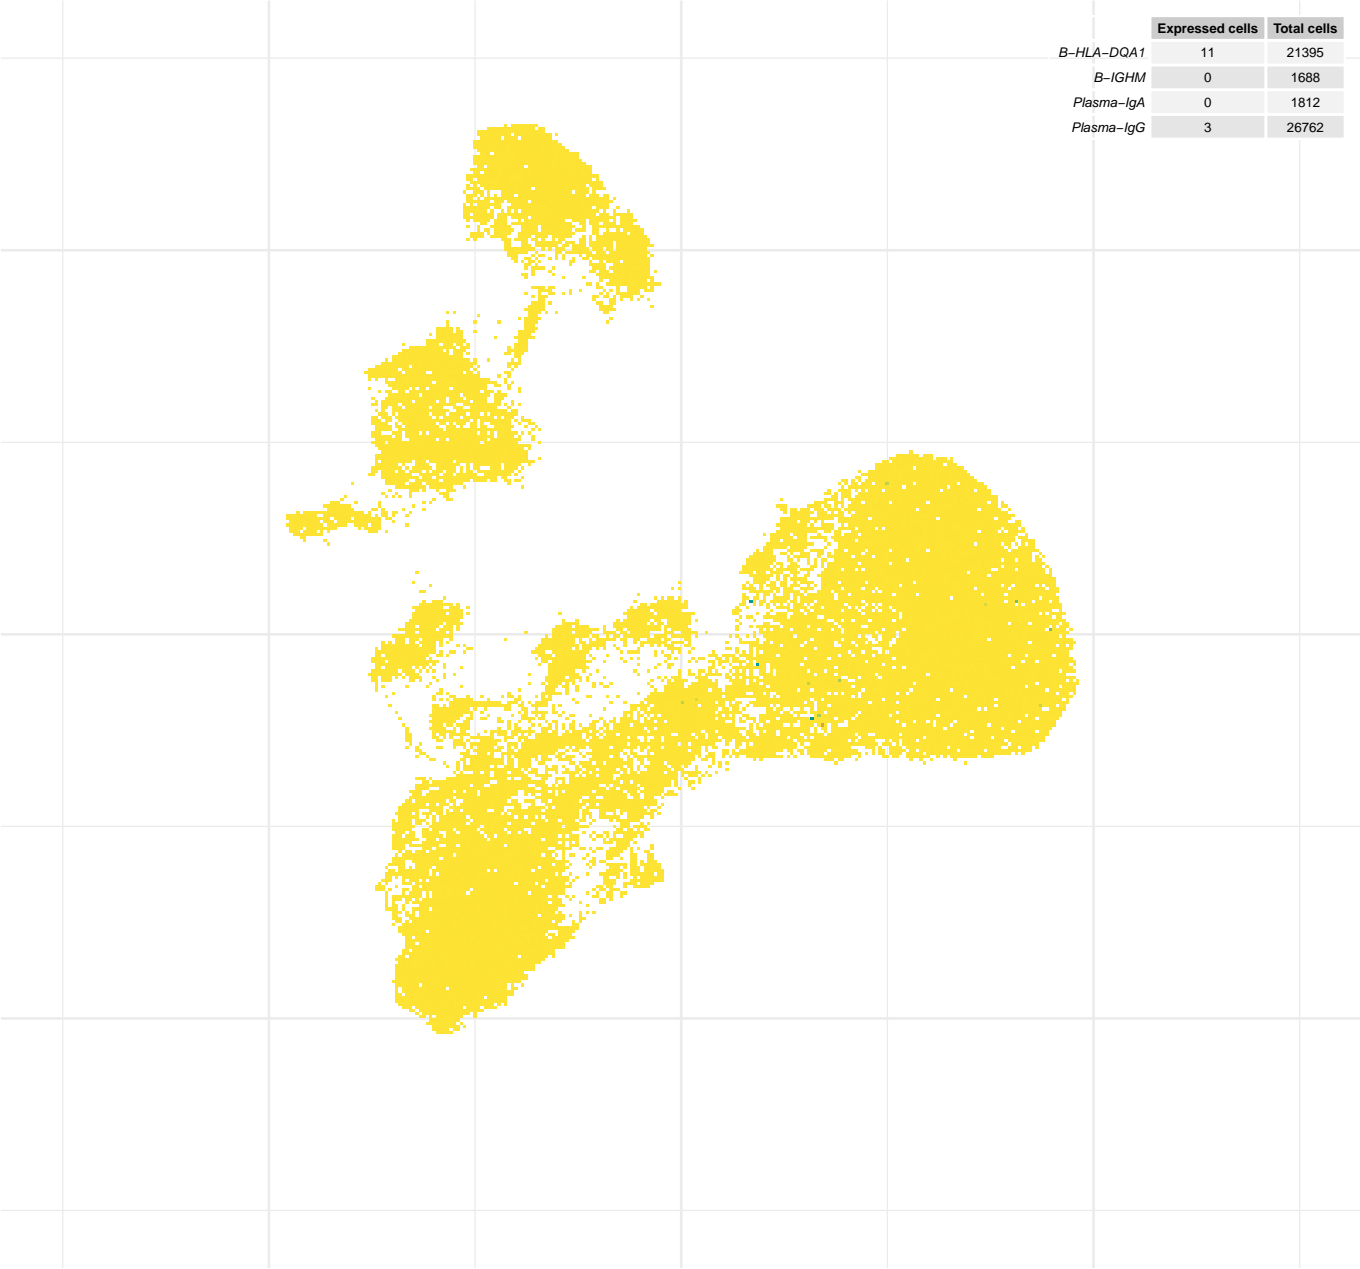 Expressed cells Total cells
B−HLA−DQA1 11 21395
B−IGHM 0 1688
Plasma−IgA 0 1812
Plasma−IgG 3 26762